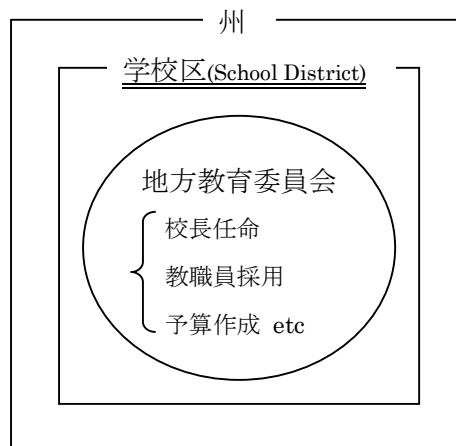 州
学校区(School District)
地方教育委員会
校長任命
教職員採用
予算作成 etc